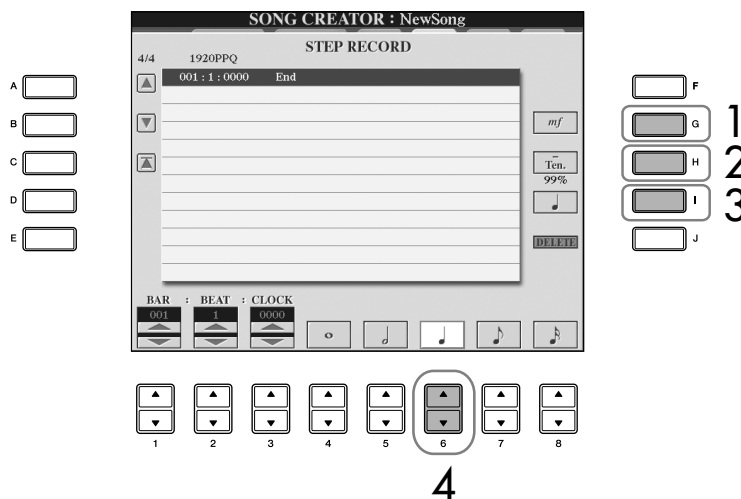 SONG CREATOR : NewSong
STEP RECORD
4/4 1920PPQ
001 : 1 : 0000 End
A
B
C
D
E
F
G 1
H 2
I 3
J
mf
Ten.
99%
DELETE
BAR : BEAT : CLOCK
001 1 0000
1 2 3 4 5 6 7 8
4